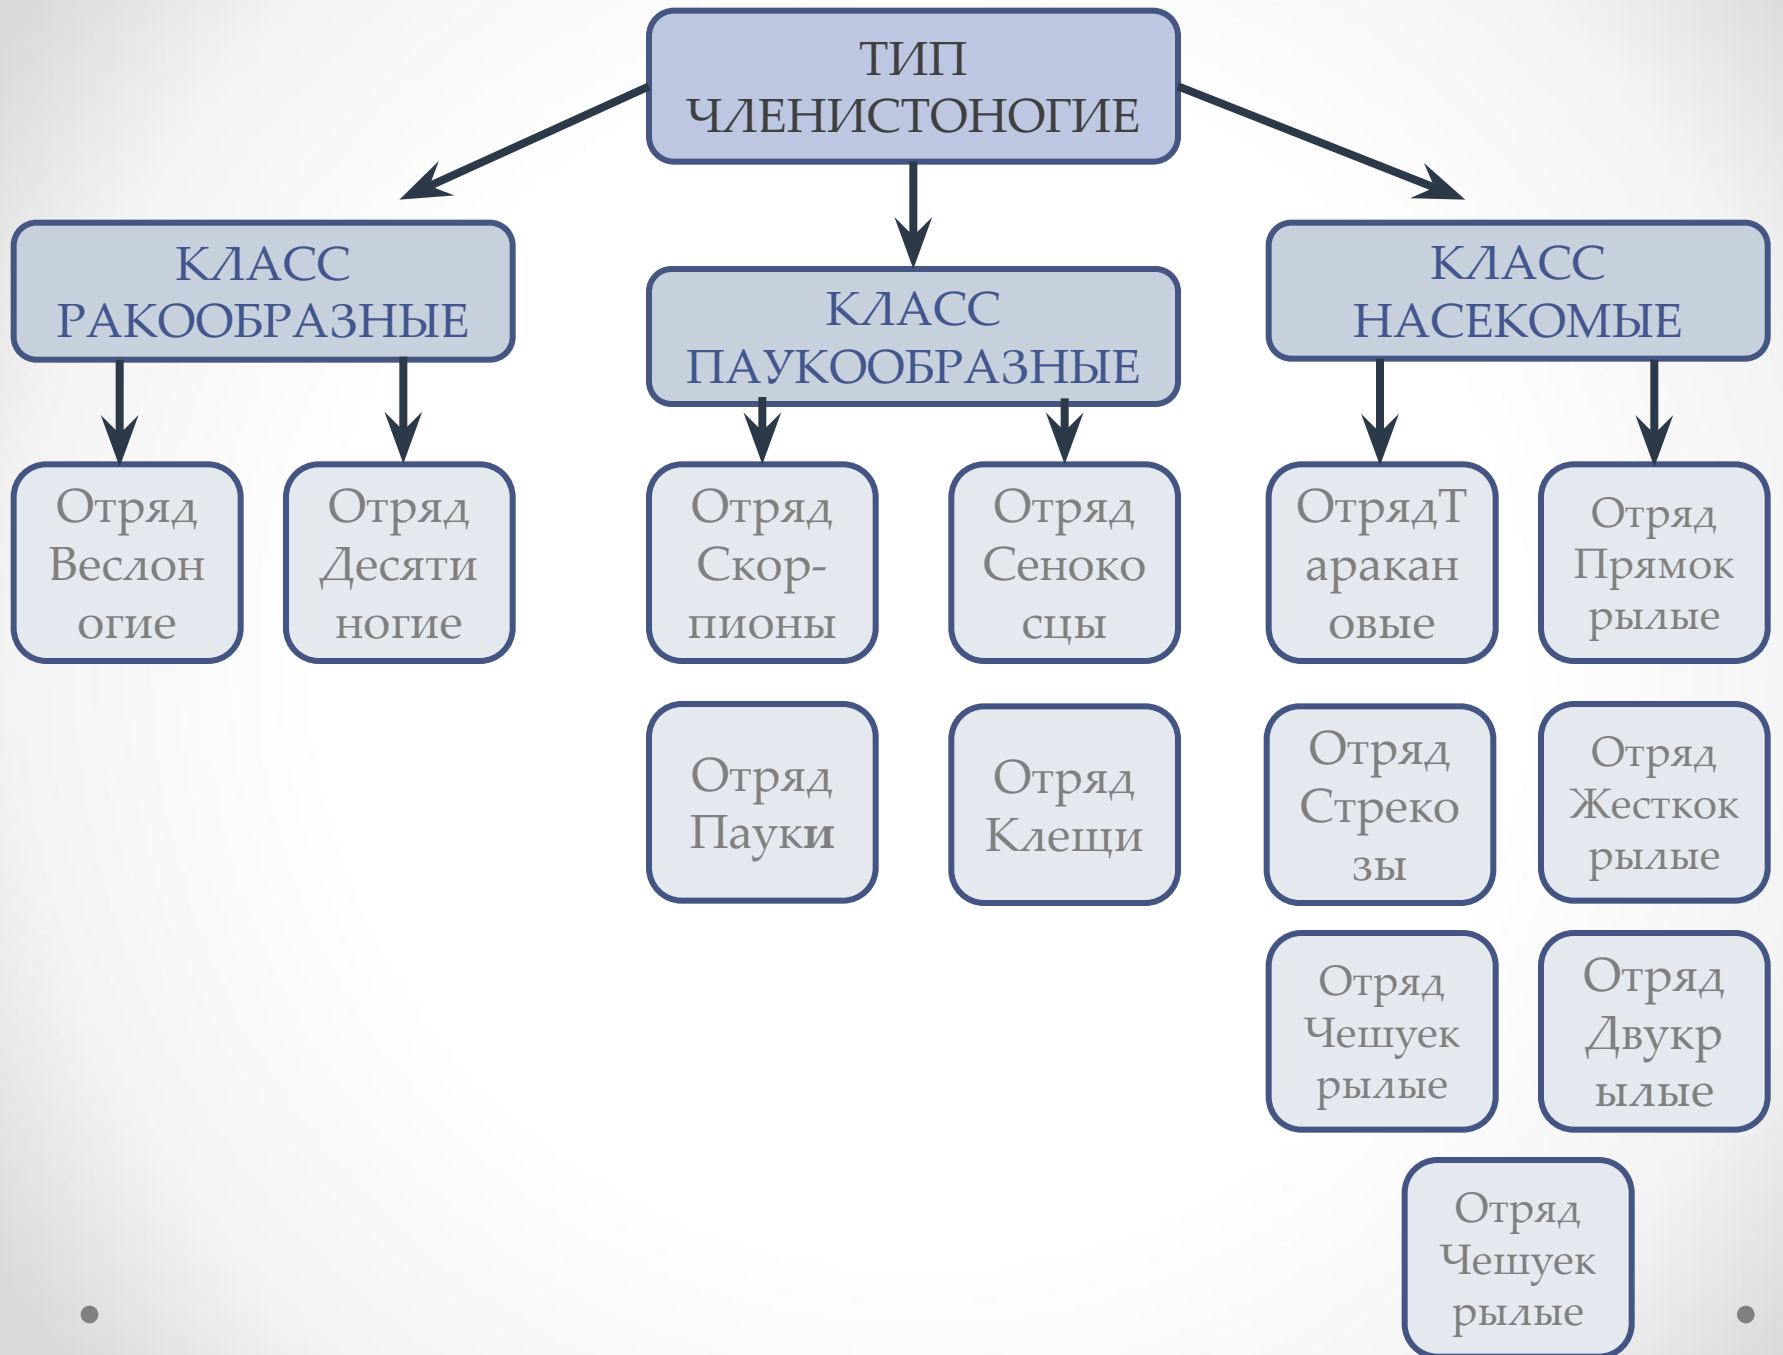 ТИП
ЧЛЕНИСТОНОГИЕ
КЛАСС
РАКООБРАЗНЫЕ
КЛАСС
ПАУКООБРАЗНЫЕ
КЛАСС
НАСЕКОМЫЕ
Отряд
Веслон
огие
Отряд
Десяти
ногие
Отряд
Скор-
пионы
Отряд
Сеноко
сцы
ОтрядТ
аракан
овые
Отряд
Прямок
рылые
Отряд
Пауки
Отряд
Клещи
Отряд
Стреко
зы
Отряд
Жесткок
рылые
Отряд
Чешуек
рылые
Отряд
Двукр
ылые
Отряд
Чешуек
рылые